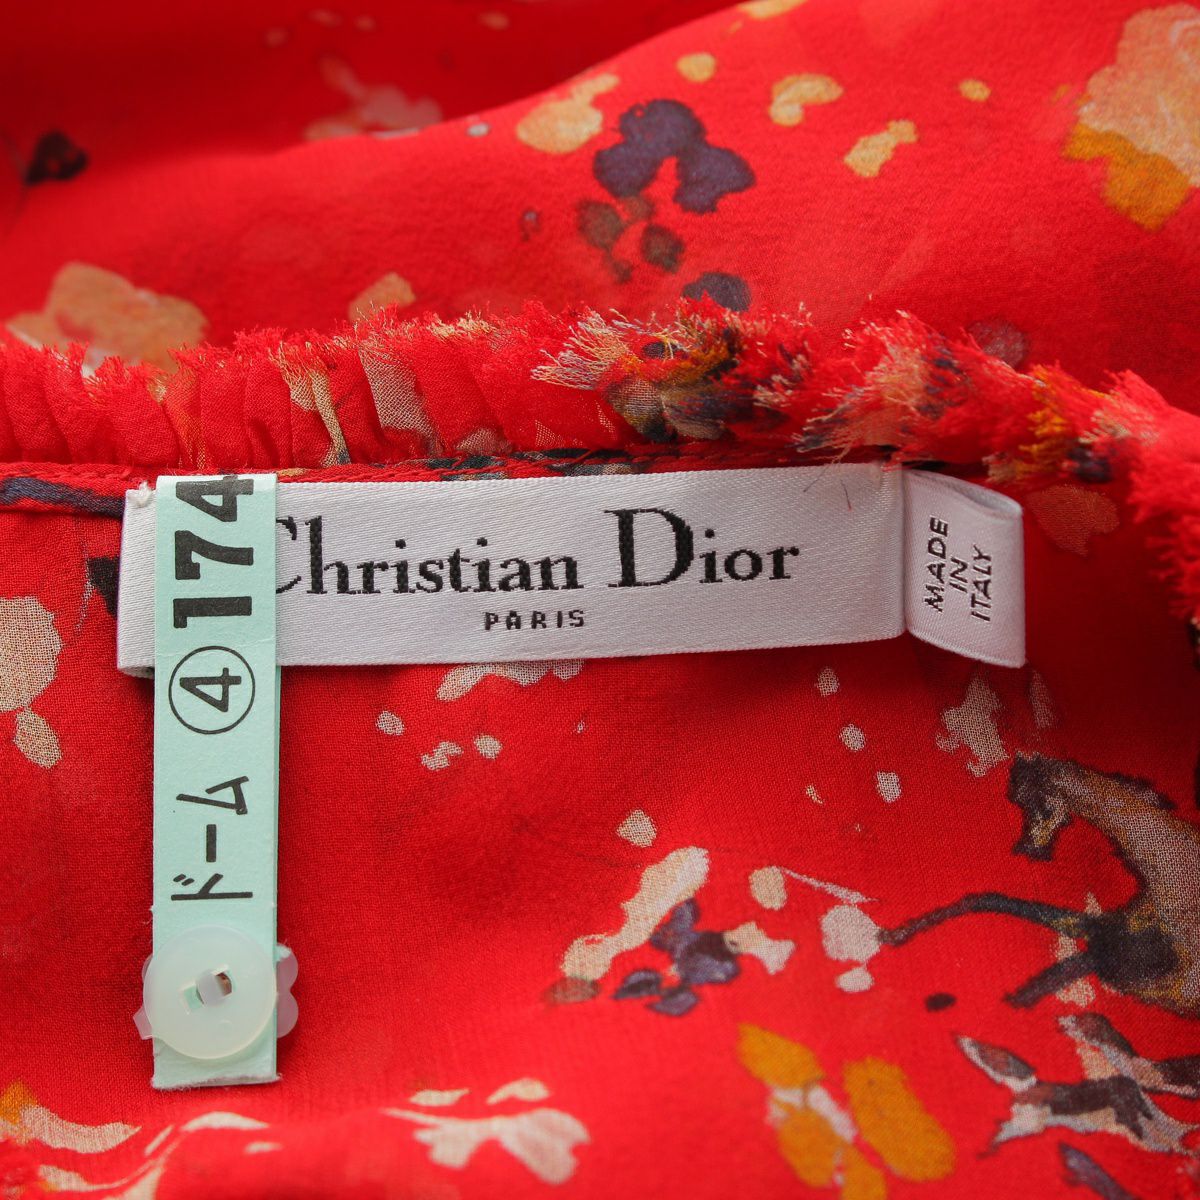 Christian Dior
PARIS
MADE
IN
ITALY
ドーム④174